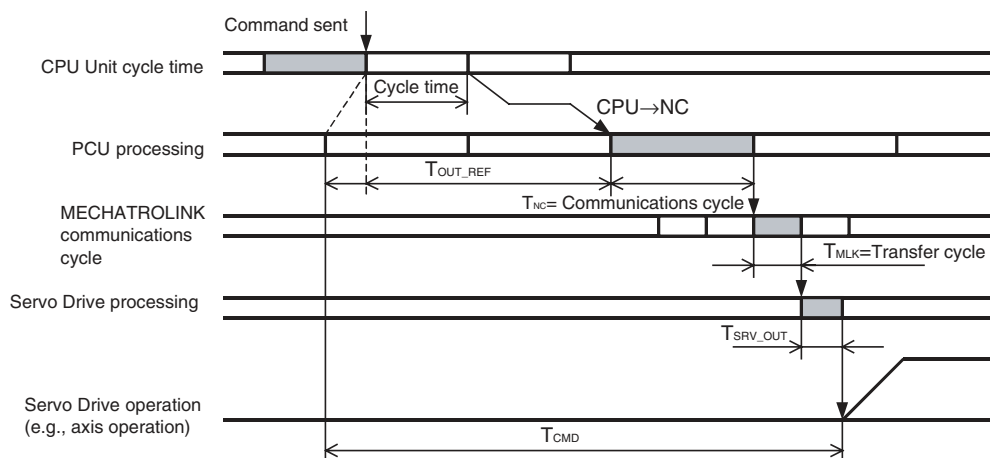 Command sent
CPU Unit cycle time
Cycle time
CPU→NC
PCU processing
TOUT_REF
TNC= Communications cycle
MECHATROLINK
communications
cycle
TMLK=Transfer cycle
Servo Drive processing
TSRV_OUT
Servo Drive operation
(e.g., axis operation)
TCMD